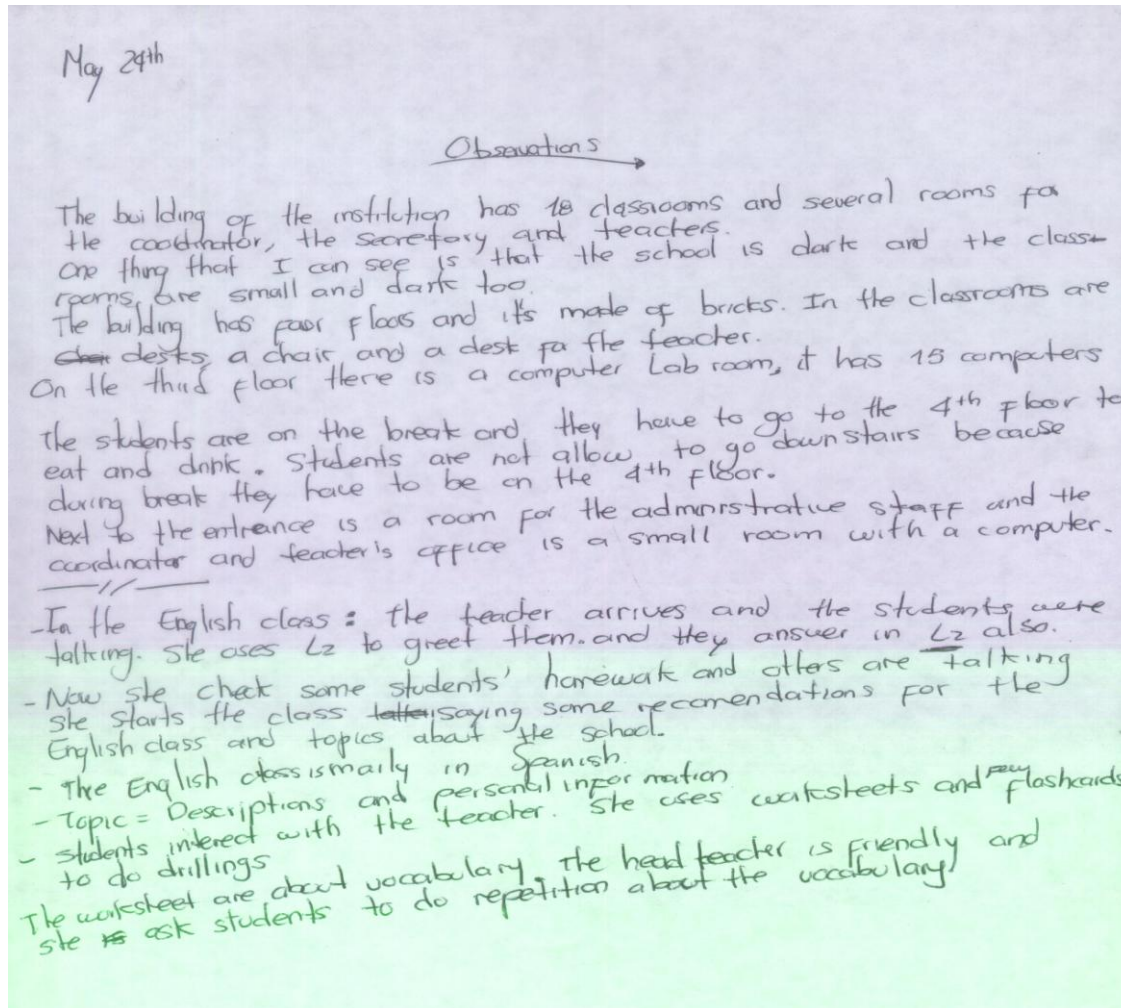 May 24th
Observations
The building of the institution has 18 classrooms and several rooms for
the coodinator, the secretary and teachers.
one thing that I can see is that the school is dark and the class-
rooms, are small and dark too.
The building has four floors and it's made of bricks. In the classrooms are
desks, a chair, and a desk for the teacher.
On the third floor there is a computer Lab room, it has 15 computers
the students are on the break and they have to go to the 4th floor to
eat and drink. Students are not allow to go downstairs because
during break they have to be on the 4th floor.
Next to the entrance is a room for the administrative staff and the
coordinator and teacher's office is a small room with a computer.
- In the English class: the teacher arrives and the students were
talking. She uses L2 to greet them. and they answer in L2 also.
- Now she check some students' homework and others are talking
she starts the class saying some recomendations for the
English class and topics about the school.
- The English class is maily in Spanish.
- Topic = Descriptions and personal information
- students interect with the teacher. She uses worksheets and few flashcards
to do drillings
The worksheet are about vocabulary, the head teacher is friendly and
she ask students to do repetition about the vocabulary